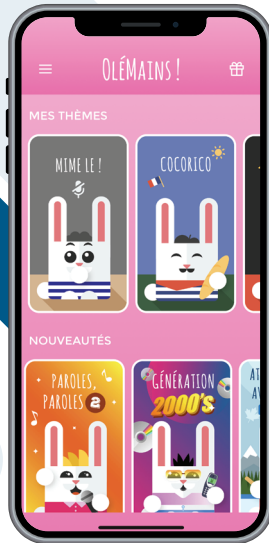 OLÉMAINS !
MES THÈMES
MIME LE !
COCORICO
NOUVEAUTÉS
PAROLES,
PAROLES 2
GÉNÉRATION
2000'S